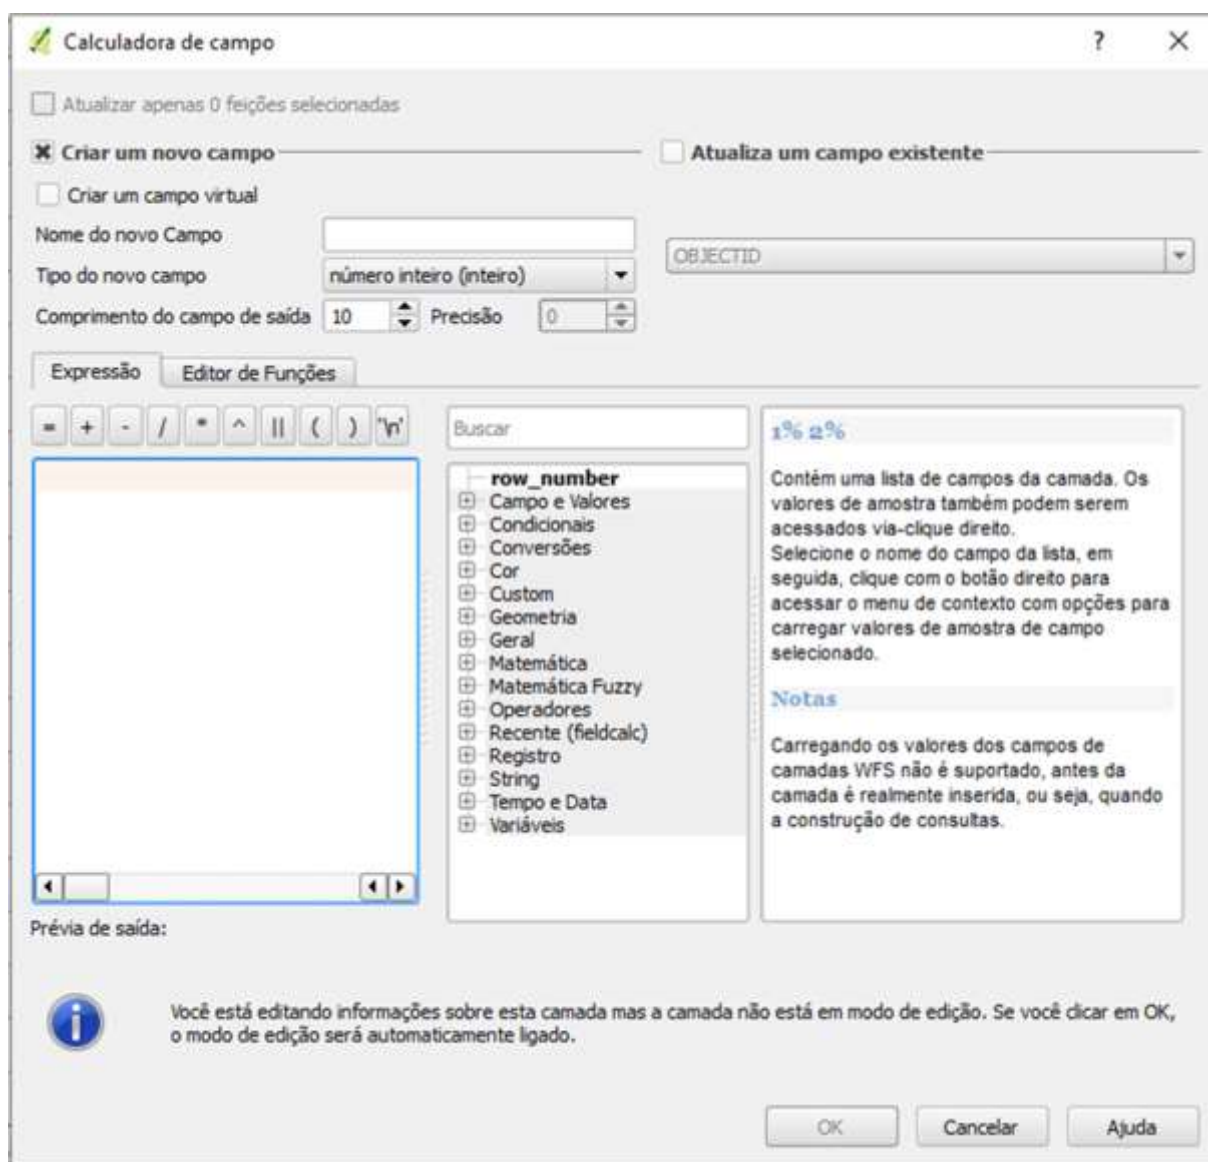 Calculadora de campo
?
Atualizar apenas 0 feições selecionadas
Criar um novo campo
Atualiza um campo existente
Criar um campo virtual
Nome do novo Campo
OBJECTID
Tipo do novo campo
número inteiro (inteiro)
Comprimento do campo de saída
10
Precisão
0
Expressão
Editor de Funções
= + - / * ^ || ( ) '\n'
Buscar
row_number
Campo e Valores
Condicionais
Conversões
Cor
Custom
Geometria
Geral
Matemática
Matemática Fuzzy
Operadores
Recente (fieldcalc)
Registro
String
Tempo e Data
Variáveis
1% 2%
Contém uma lista de campos da camada. Os
valores de amostra também podem serem
acessados via-clique direito.
Selecione o nome do campo da lista, em
seguida, clique com o botão direito para
acessar o menu de contexto com opções para
carregar valores de amostra de campo
selecionado.
Notas
Carregando os valores dos campos de
camadas WFS não é suportado, antes da
camada é realmente inserida, ou seja, quando
a construção de consultas.
Prévia de saída:
Você está editando informações sobre esta camada mas a camada não está em modo de edição. Se você clicar em OK,
o modo de edição será automaticamente ligado.
OK
Cancelar
Ajuda